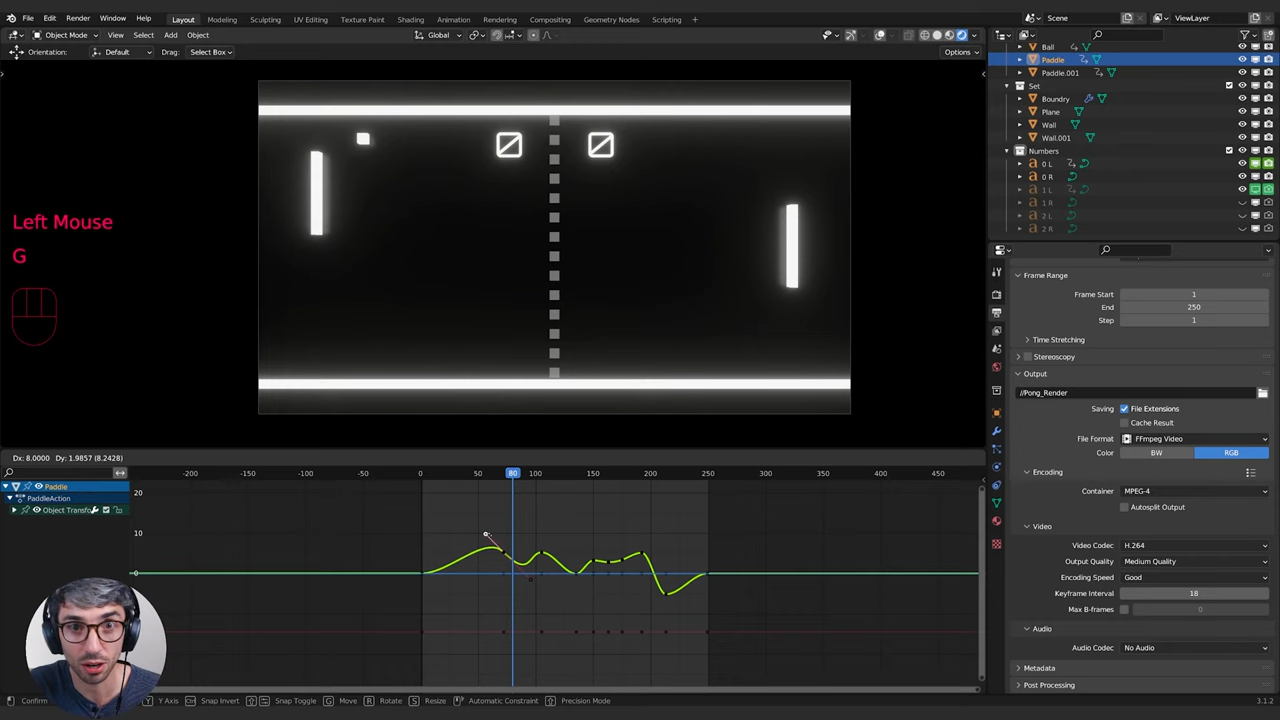 File Edit Render Window Help Layout Modeling Sculpting UV Editing Texture Paint Shading Animation Rendering Compositing Geometry Nodes Scripting + Scene ViewLayer
Object Mode View Select Add Object Global Options
Orientation: Default Drag: Select Box
Ball
Paddle
Paddle.001
Set
Boundry
Plane
Wall
Wall.001
Numbers
0 L
0 R
1 L
1 R
2 L
2 R
Left Mouse
G
Frame Range
Frame Start 1
End 250
Step 1
Time Stretching
Stereoscopy
Output
//Pong_Render
Saving File Extensions
Cache Result
File Format FFmpeg Video
Color BW RGB
Encoding
Container MPEG-4
Autosplit Output
Video
Video Codec H.264
Output Quality Medium Quality
Encoding Speed Good
Keyframe Interval 18
Max B-frames 0
Audio
Audio Codec No Audio
Metadata
Post Processing
Dx: 8.0000 Dy: 1.9857 (8.2428)
-200 -150 -100 -50 0 50 80 100 150 200 250 300 350 400 450
Paddle
PaddleAction
Object Transfo
20
10
0
Confirm Y Y Axis Snap Invert Snap Toggle G Move R Rotate S Resize Automatic Constraint Precision Mode 3.1.2